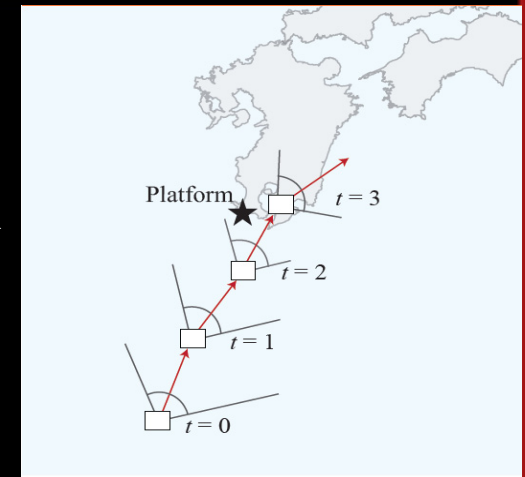 Platform
t = 3
t = 2
t = 1
t = 0